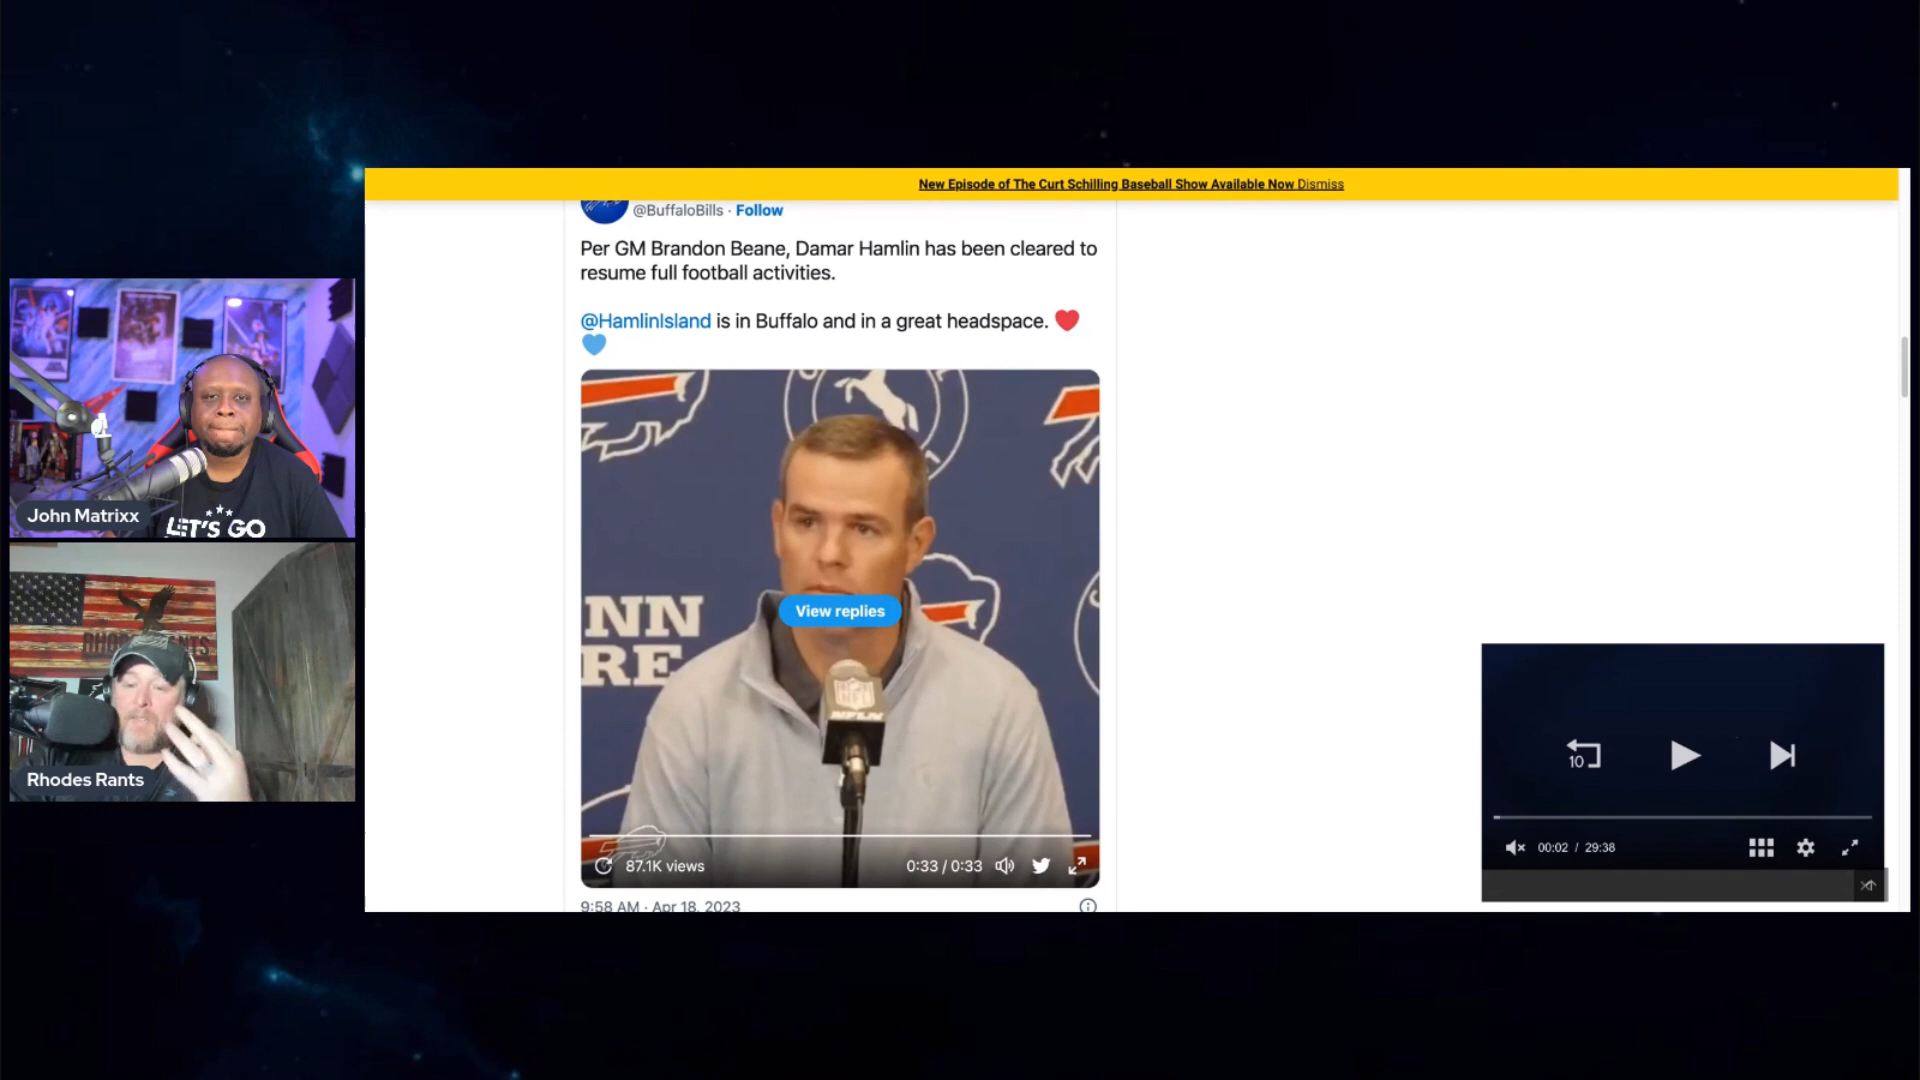 New Episode of The Curt Schilling Baseball Show Available Now Dismiss
@BuffaloBills · Follow
Per GM Brandon Beane, Damar Hamlin has been cleared to
resume full football activities.
@HamlinIsland is in Buffalo and in a great headspace. ❤️
💙
NN
RE
View replies
NFL
87.1K views
0:33 / 0:33
9:58 AM · Apr 18, 2023
LET'S GO
John Matrixx
Rhodes Rants
10
00:02 / 29:38